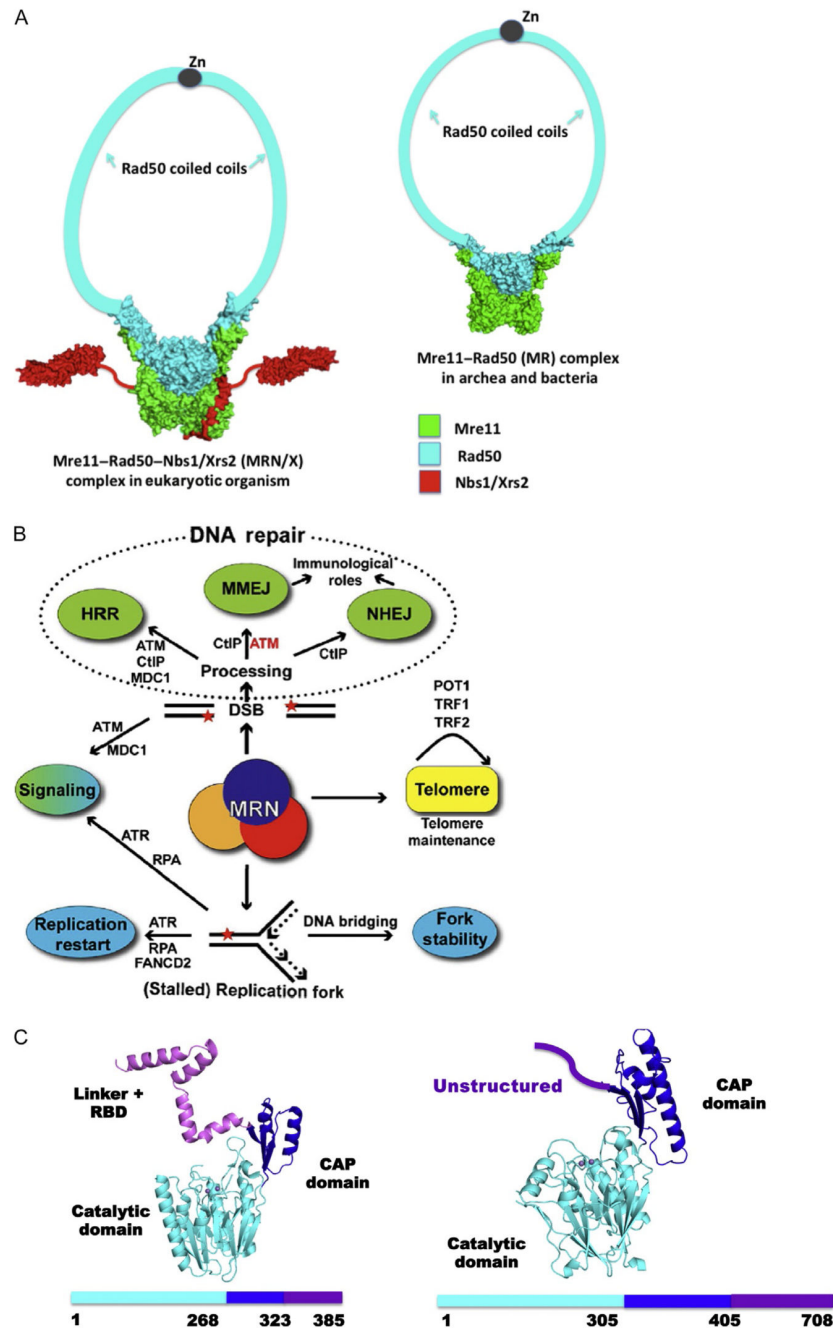 A
Zn
Rad50 coiled coils
Mre11–Rad50–Nbs1/Xrs2 (MRN/X)
complex in eukaryotic organism
Zn
Rad50 coiled coils
Mre11–Rad50 (MR) complex
in archea and bacteria
Mre11
Rad50
Nbs1/Xrs2
B
DNA repair
Immunological
roles
MMEJ
HRR
NHEJ
ATM
CtIP
MDC1
CtIP ATM
CtIP
Processing
DSB
ATM
MDC1
POT1
TRF1
TRF2
Signaling
MRN
Telomere
Telomere
maintenance
ATR
RPA
Replication
restart
ATR
RPA
FANCD2
DNA bridging
Fork
stability
(Stalled) Replication fork
C
Linker +
RBD
CAP
domain
Catalytic
domain
1 268 323 385
Unstructured
CAP
domain
Catalytic
domain
1 305 405 708